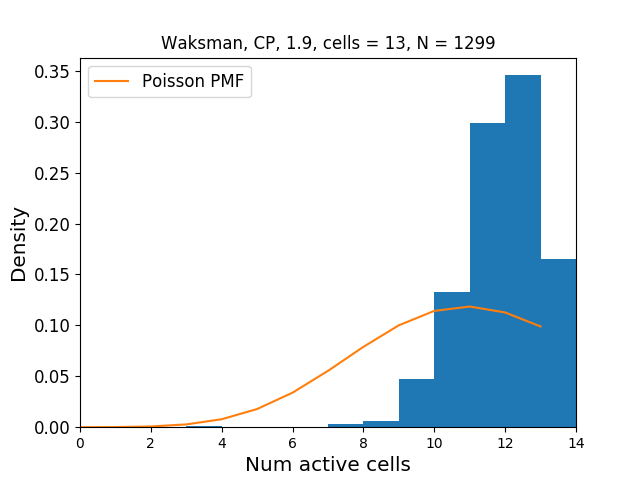 Waksman, CP, 1.9, cells = 13, N = 1299
Poisson PMF
0.35
0.30
0.25
0.20
0.15
0.10
0.05
0.00
Density
0 2 4 6 8 10 12 14
Num active cells